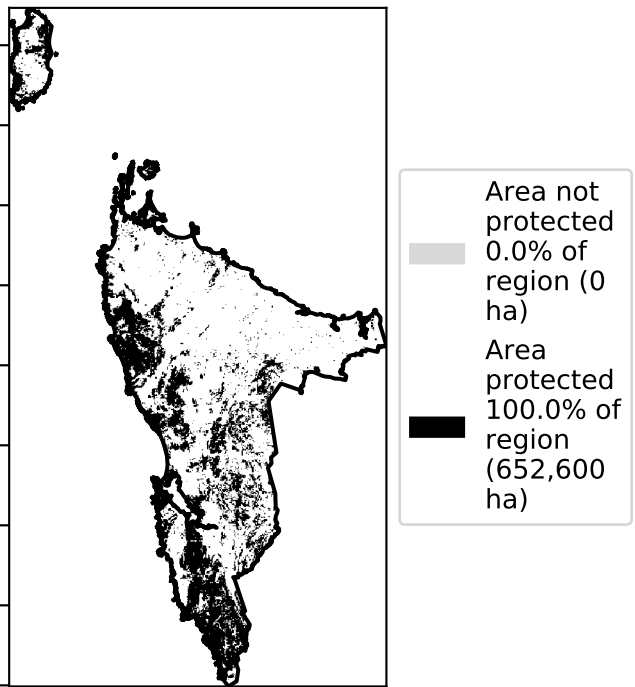 Area not
protected
0.0% of
region (0
ha)
Area
protected
100.0% of
region
(652,600
ha)